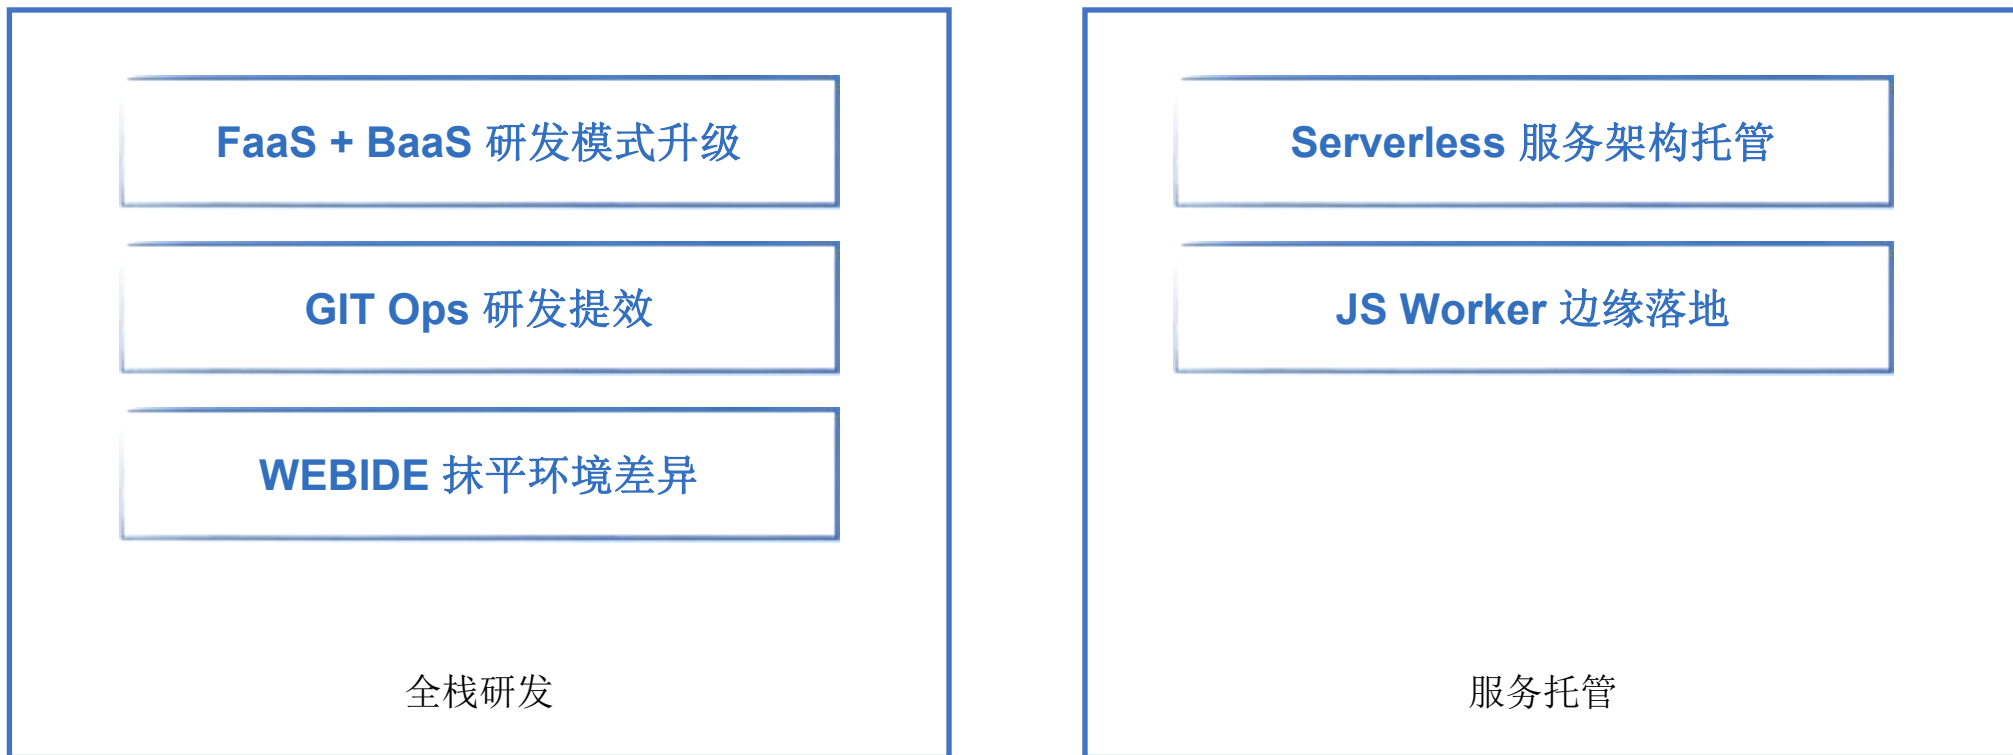 FaaS + BaaS 研发模式升级
GIT Ops 研发提效
WEBIDE 抹平环境差异
全栈研发
Serverless 服务架构托管
JS Worker 边缘落地
服务托管